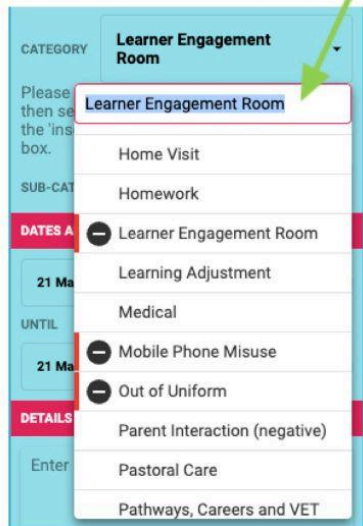 CATEGORY
Learner Engagement
Room
Please
then se
the 'ins
box.
Learner Engagement Room
SUB-CAT
Home Visit
Homework
DATES A
Learner Engagement Room
21 Ma
Learning Adjustment
Medical
UNTIL
Mobile Phone Misuse
21 Ma
Out of Uniform
DETAILS
Parent Interaction (negative)
Enter
Pastoral Care
Pathways, Careers and VET